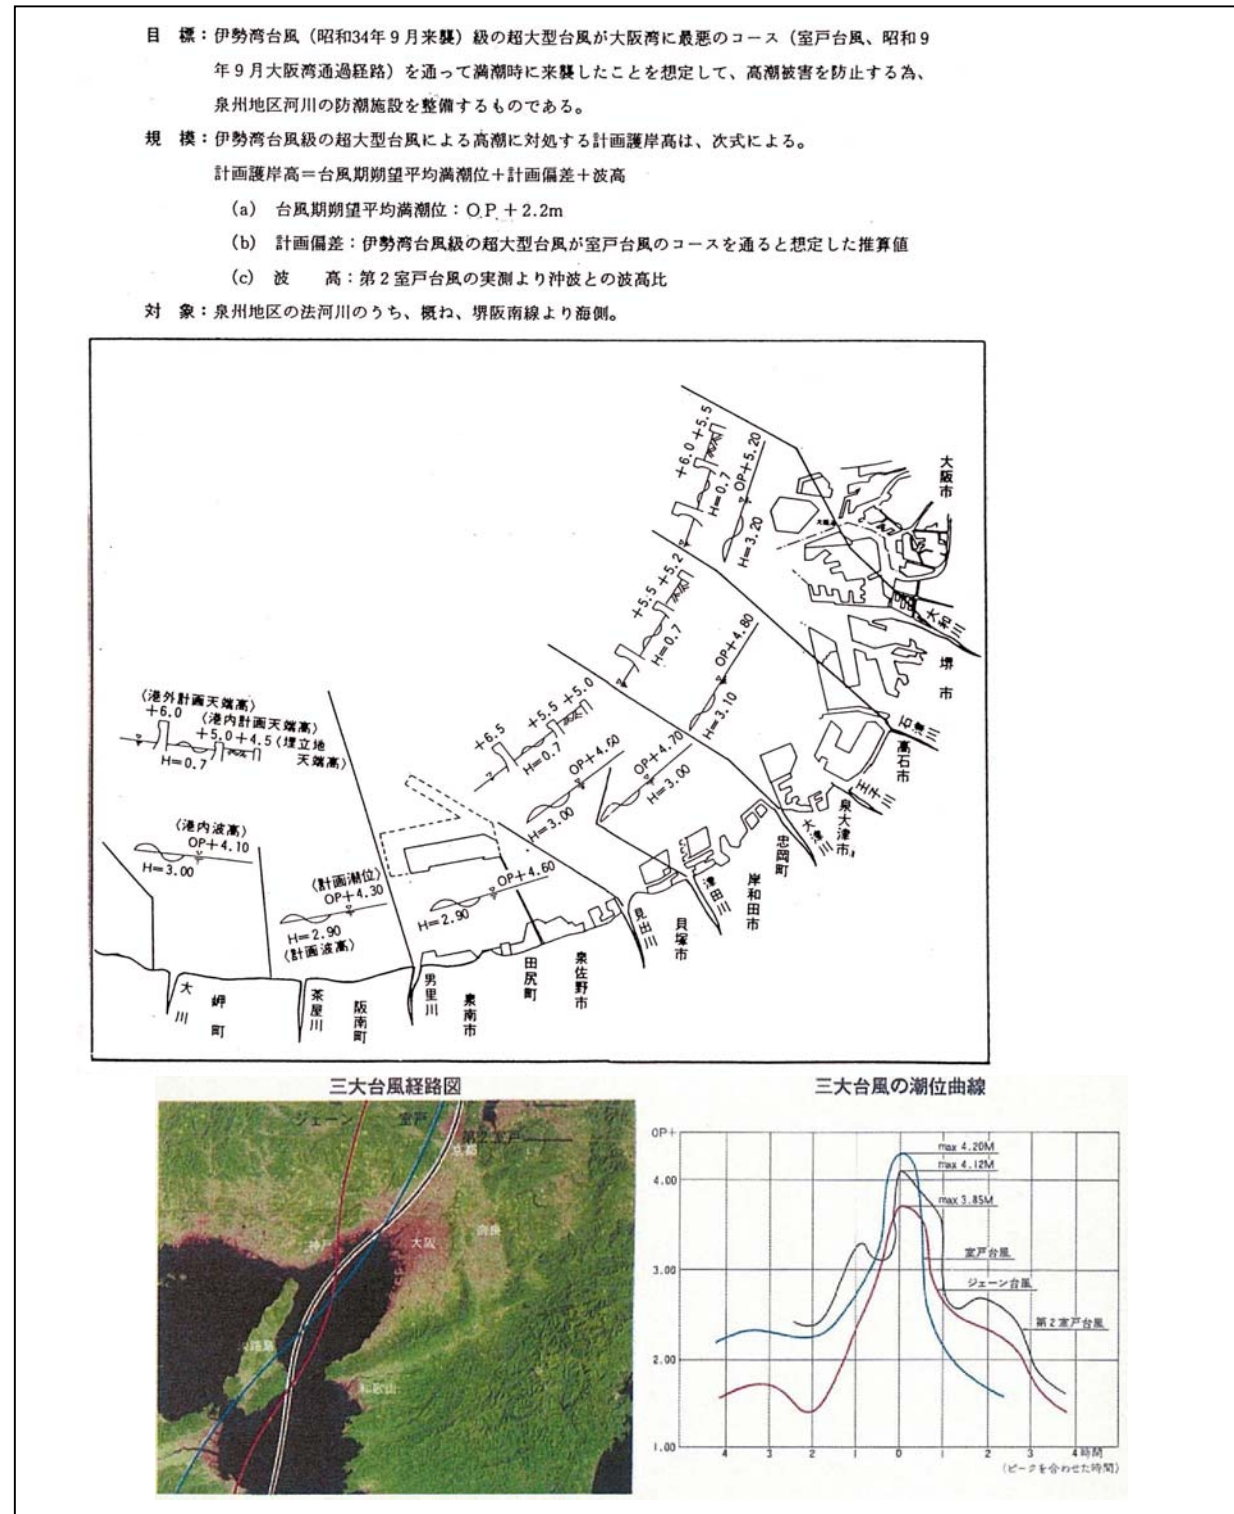 目　標：伊勢湾台風（昭和34年９月来襲）級の超大型台風が大阪湾に最悪のコース（室戸台風、昭和９
年９月大阪湾通過経路）を通って満潮時に来襲したことを想定して、高潮被害を防止する為、
泉州地区河川の防潮施設を整備するものである。
規　模：伊勢湾台風級の超大型台風による高潮に対処する計画護岸高は、次式による。
計画護岸高＝台風期朔望平均満潮位＋計画偏差＋波高
(a)　台風期朔望平均満潮位：O.P.＋2.2m
(b)　計画偏差：伊勢湾台風級の超大型台風が室戸台風のコースを通ると想定した推算値
(c)　波　　高：第２室戸台風の実測より沖波との波高比
対　象：泉州地区の法河川のうち、概ね、堺阪南線より海側。
+6.0 +5.5
H=0.7
OP+5.20
H=3.20
大阪市
大和川
堺市
+5.5 +5.2
H=0.7
OP+4.80
H=3.10
石津川
高石市
王子川
泉大津市
大津川
忠岡町
+6.5
+5.5 +5.0
H=0.7
OP+4.60
H=3.00
OP+4.70
H=3.00
岸和田市
津田川
貝塚市
見出川
〈港外計画天端高〉
+6.0
〈港内計画天端高〉
+5.0+4.5〈埋立地
天端高〉
H=0.7
〈港内波高〉
OP+4.10
H=3.00
〈計画潮位〉
OP+4.30
H=2.90
〈計画波高〉
OP+4.60
H=2.90
泉佐野市
田尻町
泉南市
男里川
阪南町
茶屋川
岬町
大川
三大台風経路図
ジェーン
室戸
第2室戸
京都
神戸
大阪
奈良
淡路島
和歌山
三大台風の潮位曲線
OP+
4.00
3.00
2.00
1.00
max 4.20M
max 4.12M
max 3.85M
室戸台風
ジェーン台風
第2室戸台風
4 3 2 1 0 1 2 3 4時間
(ピークを合わせた時間)